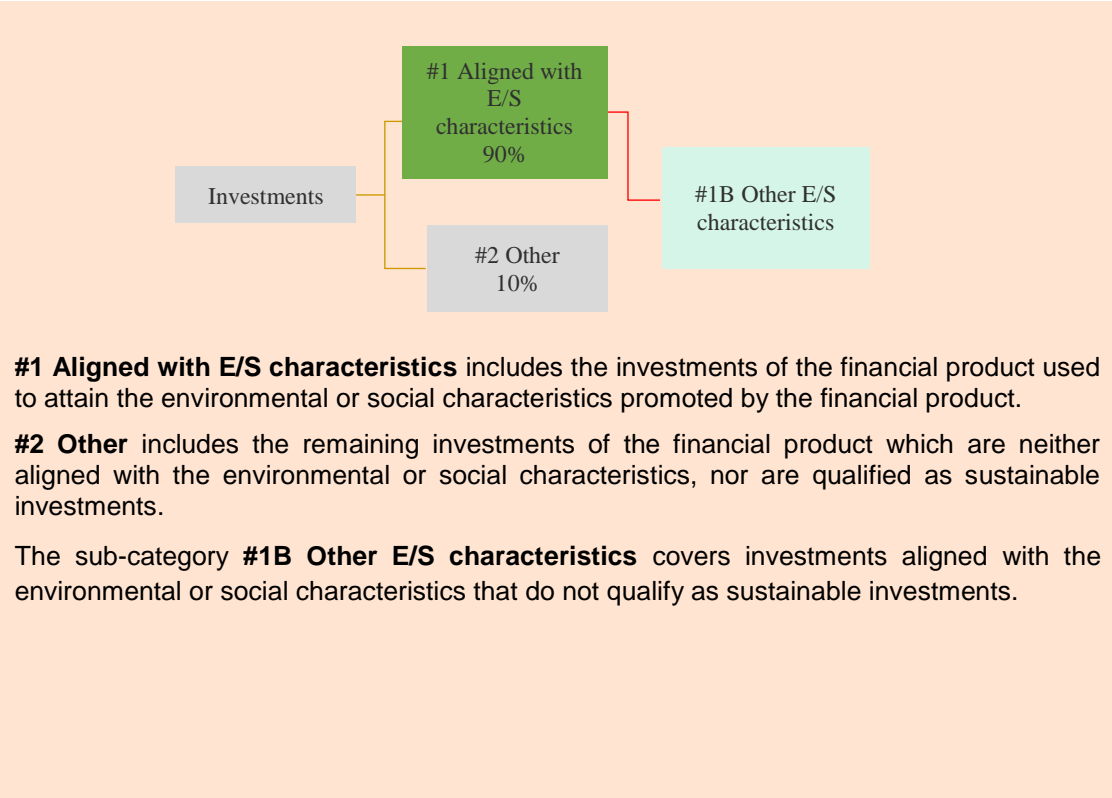 #1 Aligned with
E/S
characteristics
90%
Investments
#1B Other E/S
characteristics
#2 Other
10%
#1 Aligned with E/S characteristics includes the investments of the financial product used
to attain the environmental or social characteristics promoted by the financial product.
#2 Other includes the remaining investments of the financial product which are neither
aligned with the environmental or social characteristics, nor are qualified as sustainable
investments.
The sub-category #1B Other E/S characteristics covers investments aligned with the
environmental or social characteristics that do not qualify as sustainable investments.